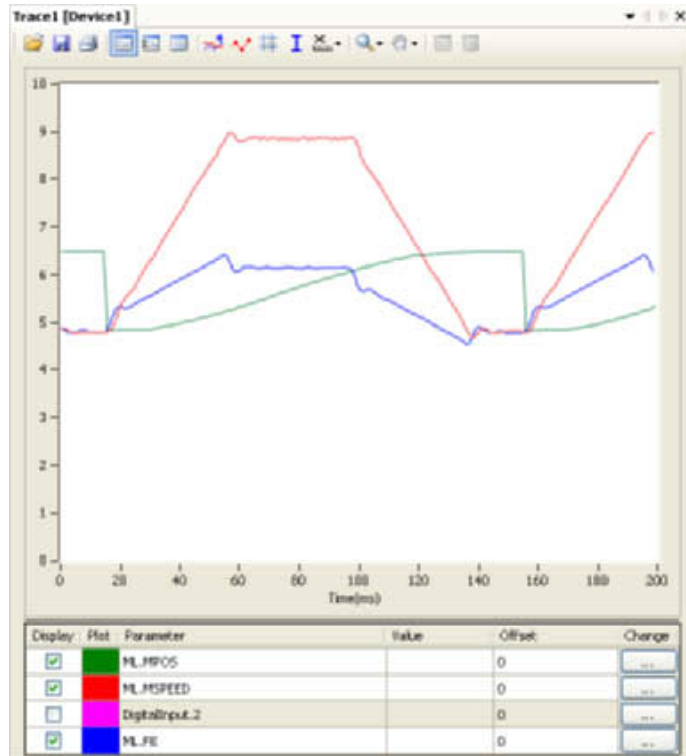 Trace1 [Device1]
10
9
8
7
6
5
4
3
2
1
0
0 20 40 60 80 100 120 140 160 180 200
Time(ms)
Display Plot Parameter Value Offset Change
ML.MPOS 0 ...
ML.MSPEED 0 ...
DigitalInput.2 0 ...
ML.FE 0 ...